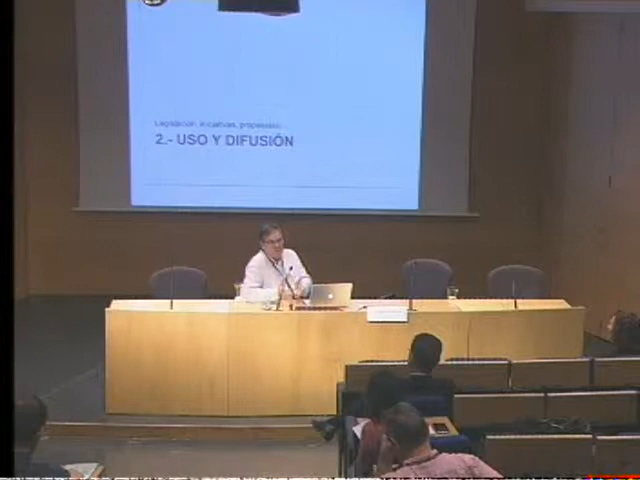 Legislación, iniciativas, propuestas...
2.- USO Y DIFUSIÓN